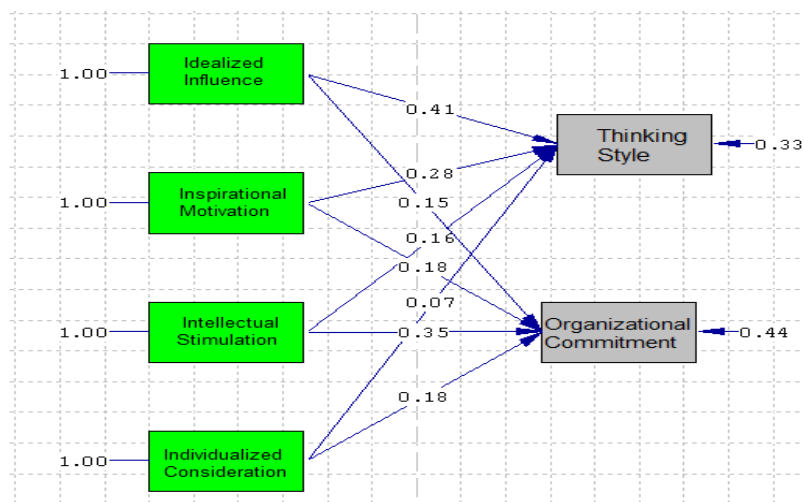 Idealized
Influence
1.00
0.41
Thinking
Style
0.33
Inspirational
Motivation
1.00
0.28
0.15
0.16
0.18
0.07
Intellectual
Stimulation
1.00
0.35
Organizational
Commitment
0.44
0.18
Individualized
Consideration
1.00